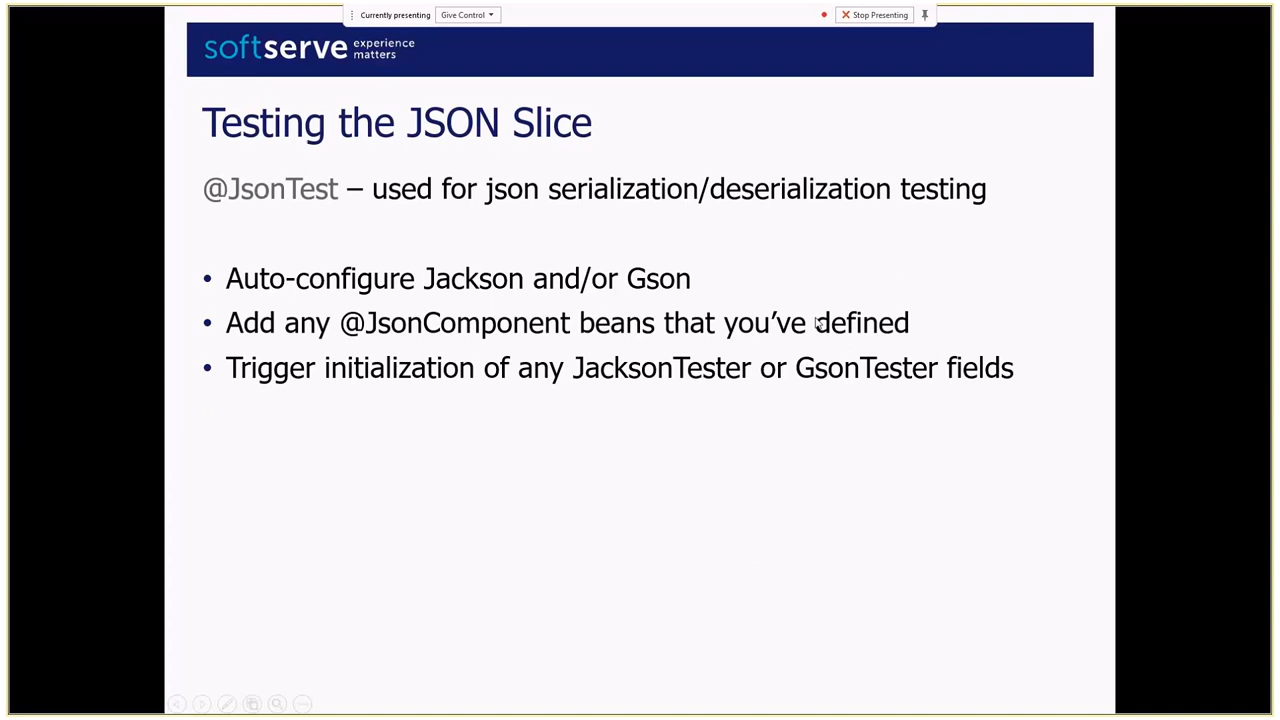 Currently presenting Give Control Stop Presenting
softserve experience matters
Testing the JSON Slice
@JsonTest – used for json serialization/deserialization testing
• Auto-configure Jackson and/or Gson
• Add any @JsonComponent beans that you’ve defined
• Trigger initialization of any JacksonTester or GsonTester fields